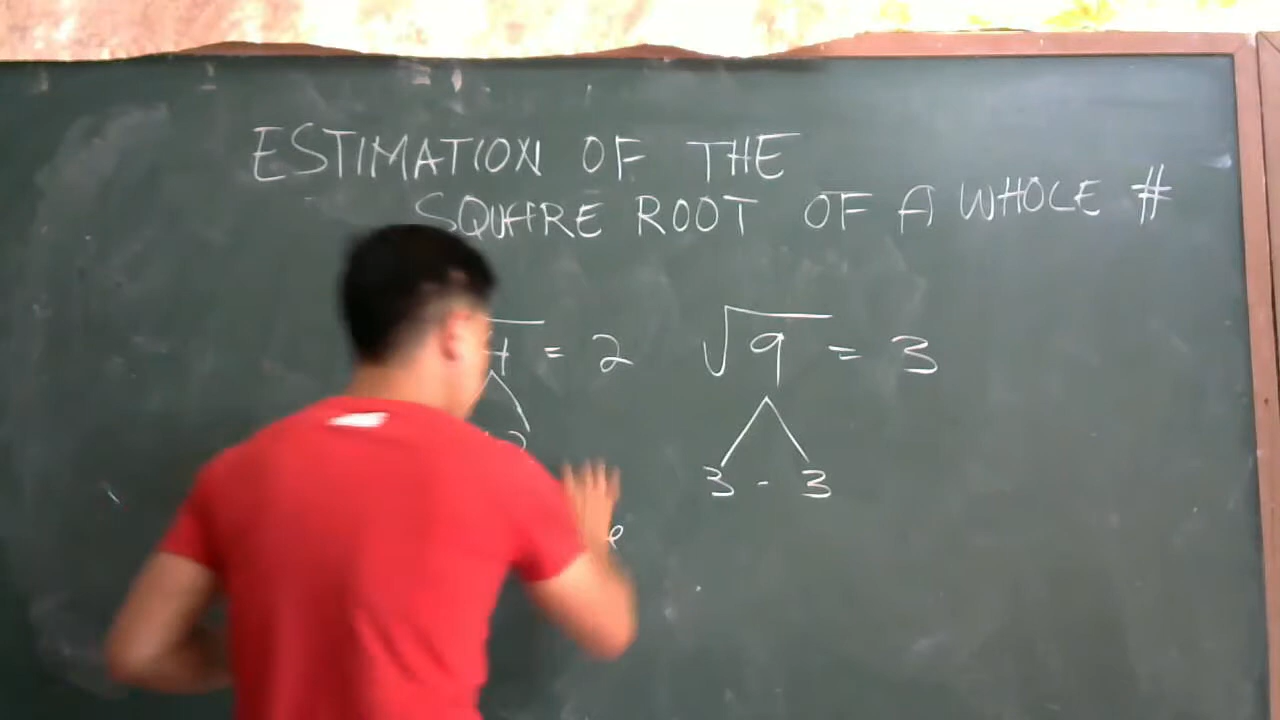 ESTIMATION OF THE
SQUARE ROOT OF A WHOLE #
= 2 √9 = 3
3 - 3